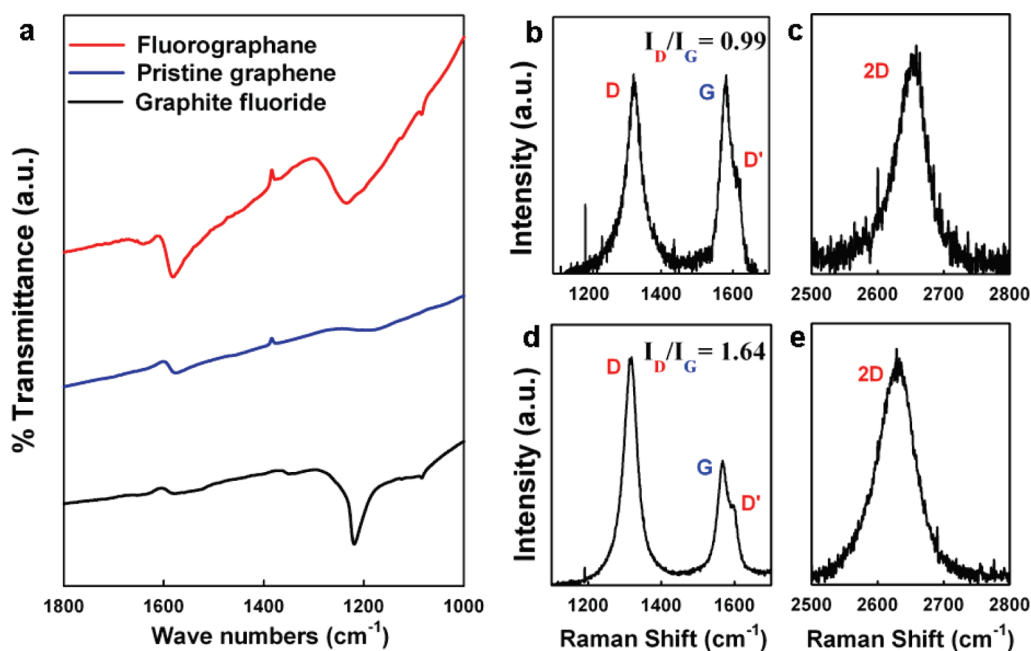 a
Fluorographane
Pristine graphene
Graphite fluoride
% Transmittance (a.u.)
1800 1600 1400 1200 1000
Wave numbers (cm⁻¹)
b
I_D/I_G = 0.99
D
G
D'
Intensity (a.u.)
1200 1400 1600
c
2D
2500 2600 2700 2800
d
I_D/I_G = 1.64
D
G
D'
Intensity (a.u.)
1200 1400 1600
Raman Shift (cm⁻¹)
e
2D
2500 2600 2700 2800
Raman Shift (cm⁻¹)